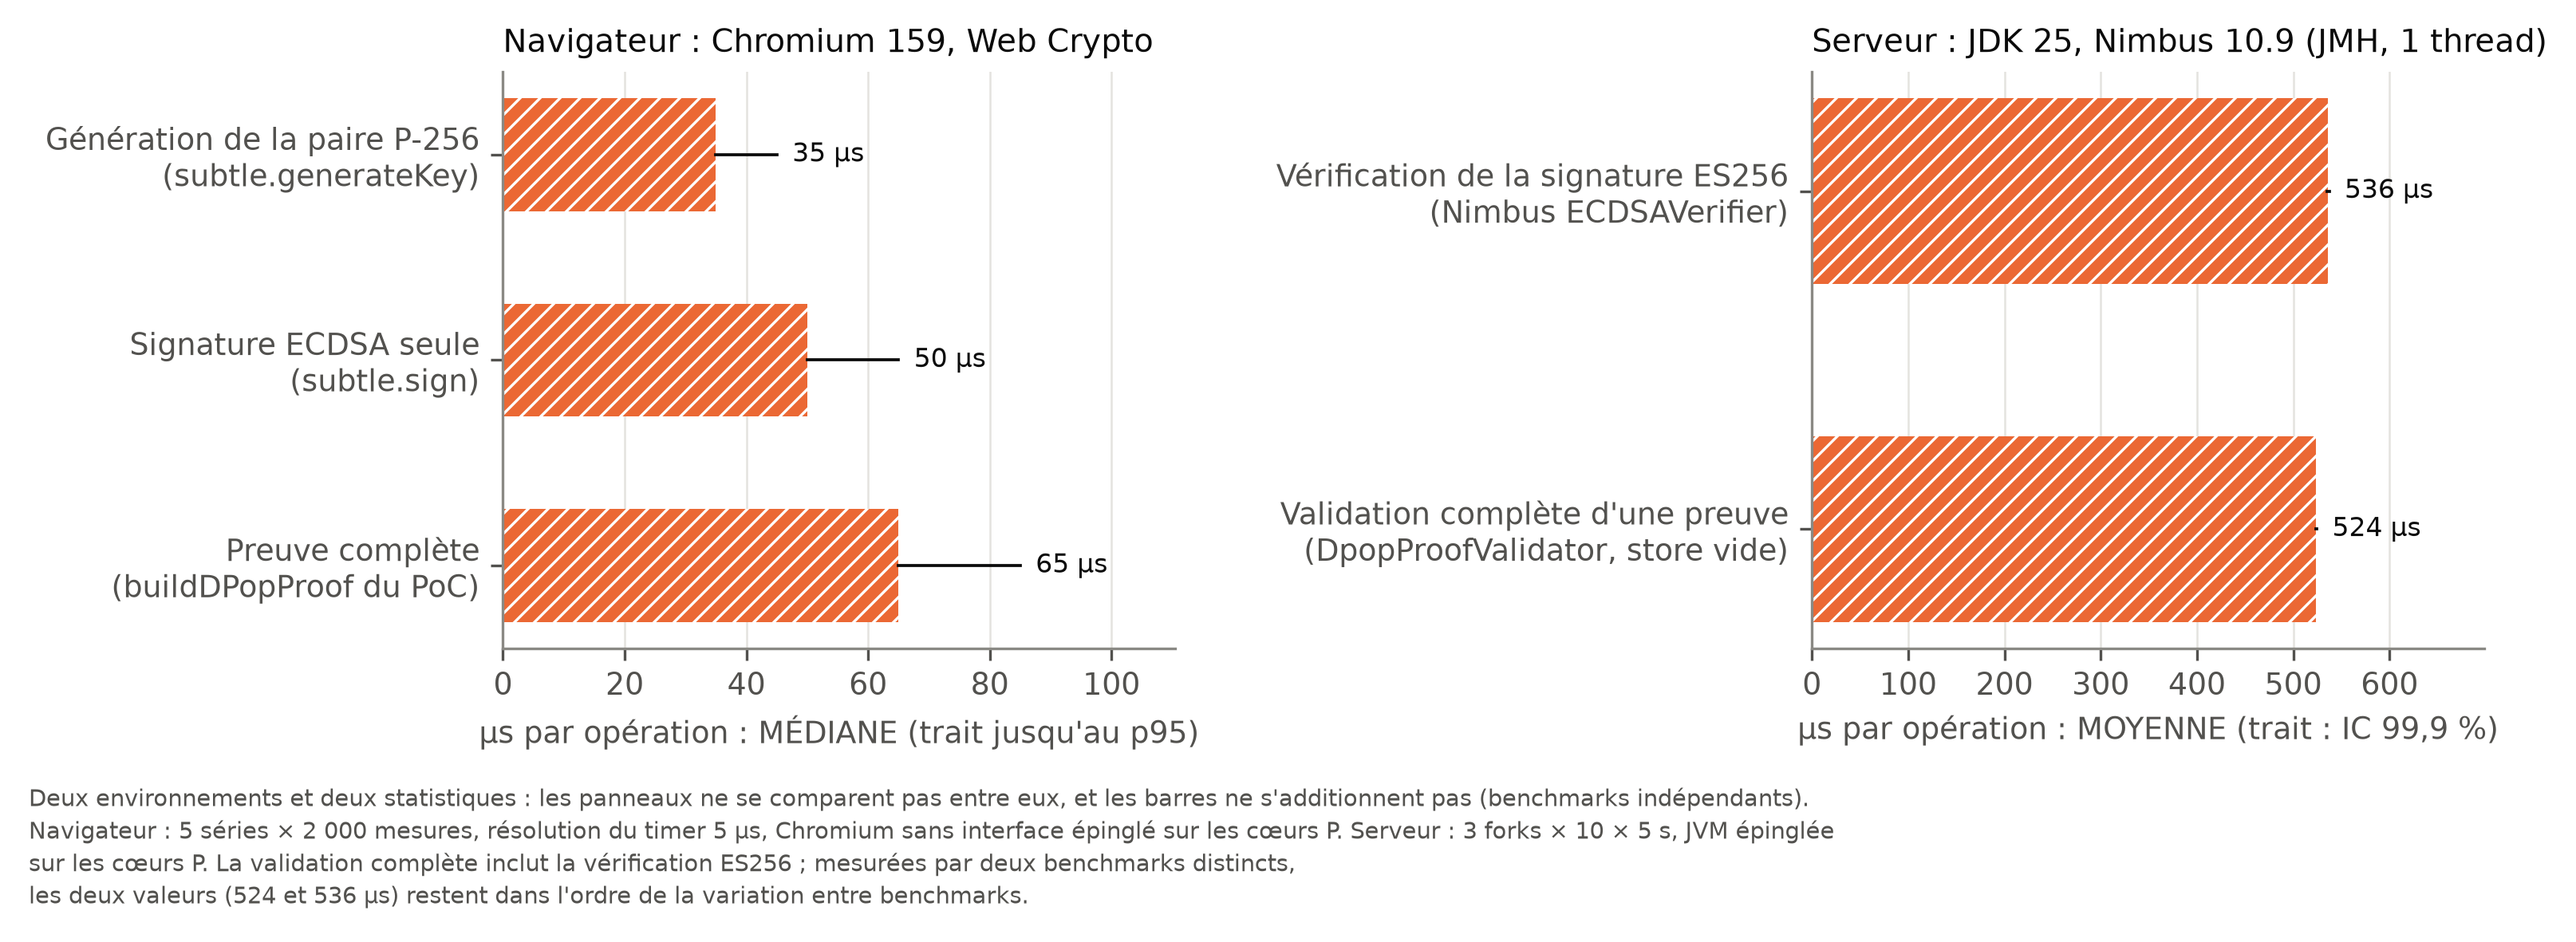 Navigateur : Chromium 159, Web Crypto
Génération de la paire P-256
(subtle.generateKey)
35 µs
Signature ECDSA seule
(subtle.sign)
50 µs
Preuve complète
(buildDPopProof du PoC)
65 µs
0 20 40 60 80 100
µs par opération : MÉDIANE (trait jusqu'au p95)
Serveur : JDK 25, Nimbus 10.9 (JMH, 1 thread)
Vérification de la signature ES256
(Nimbus ECDSAVerifier)
536 µs
Validation complète d'une preuve
(DpopProofValidator, store vide)
524 µs
0 100 200 300 400 500 600
µs par opération : MOYENNE (trait : IC 99,9 %)
Deux environnements et deux statistiques : les panneaux ne se comparent pas entre eux, et les barres ne s'additionnent pas (benchmarks indépendants).
Navigateur : 5 séries × 2 000 mesures, résolution du timer 5 µs, Chromium sans interface épinglé sur les cœurs P. Serveur : 3 forks × 10 × 5 s, JVM épinglée
sur les cœurs P. La validation complète inclut la vérification ES256 ; mesurées par deux benchmarks distincts,
les deux valeurs (524 et 536 µs) restent dans l'ordre de la variation entre benchmarks.